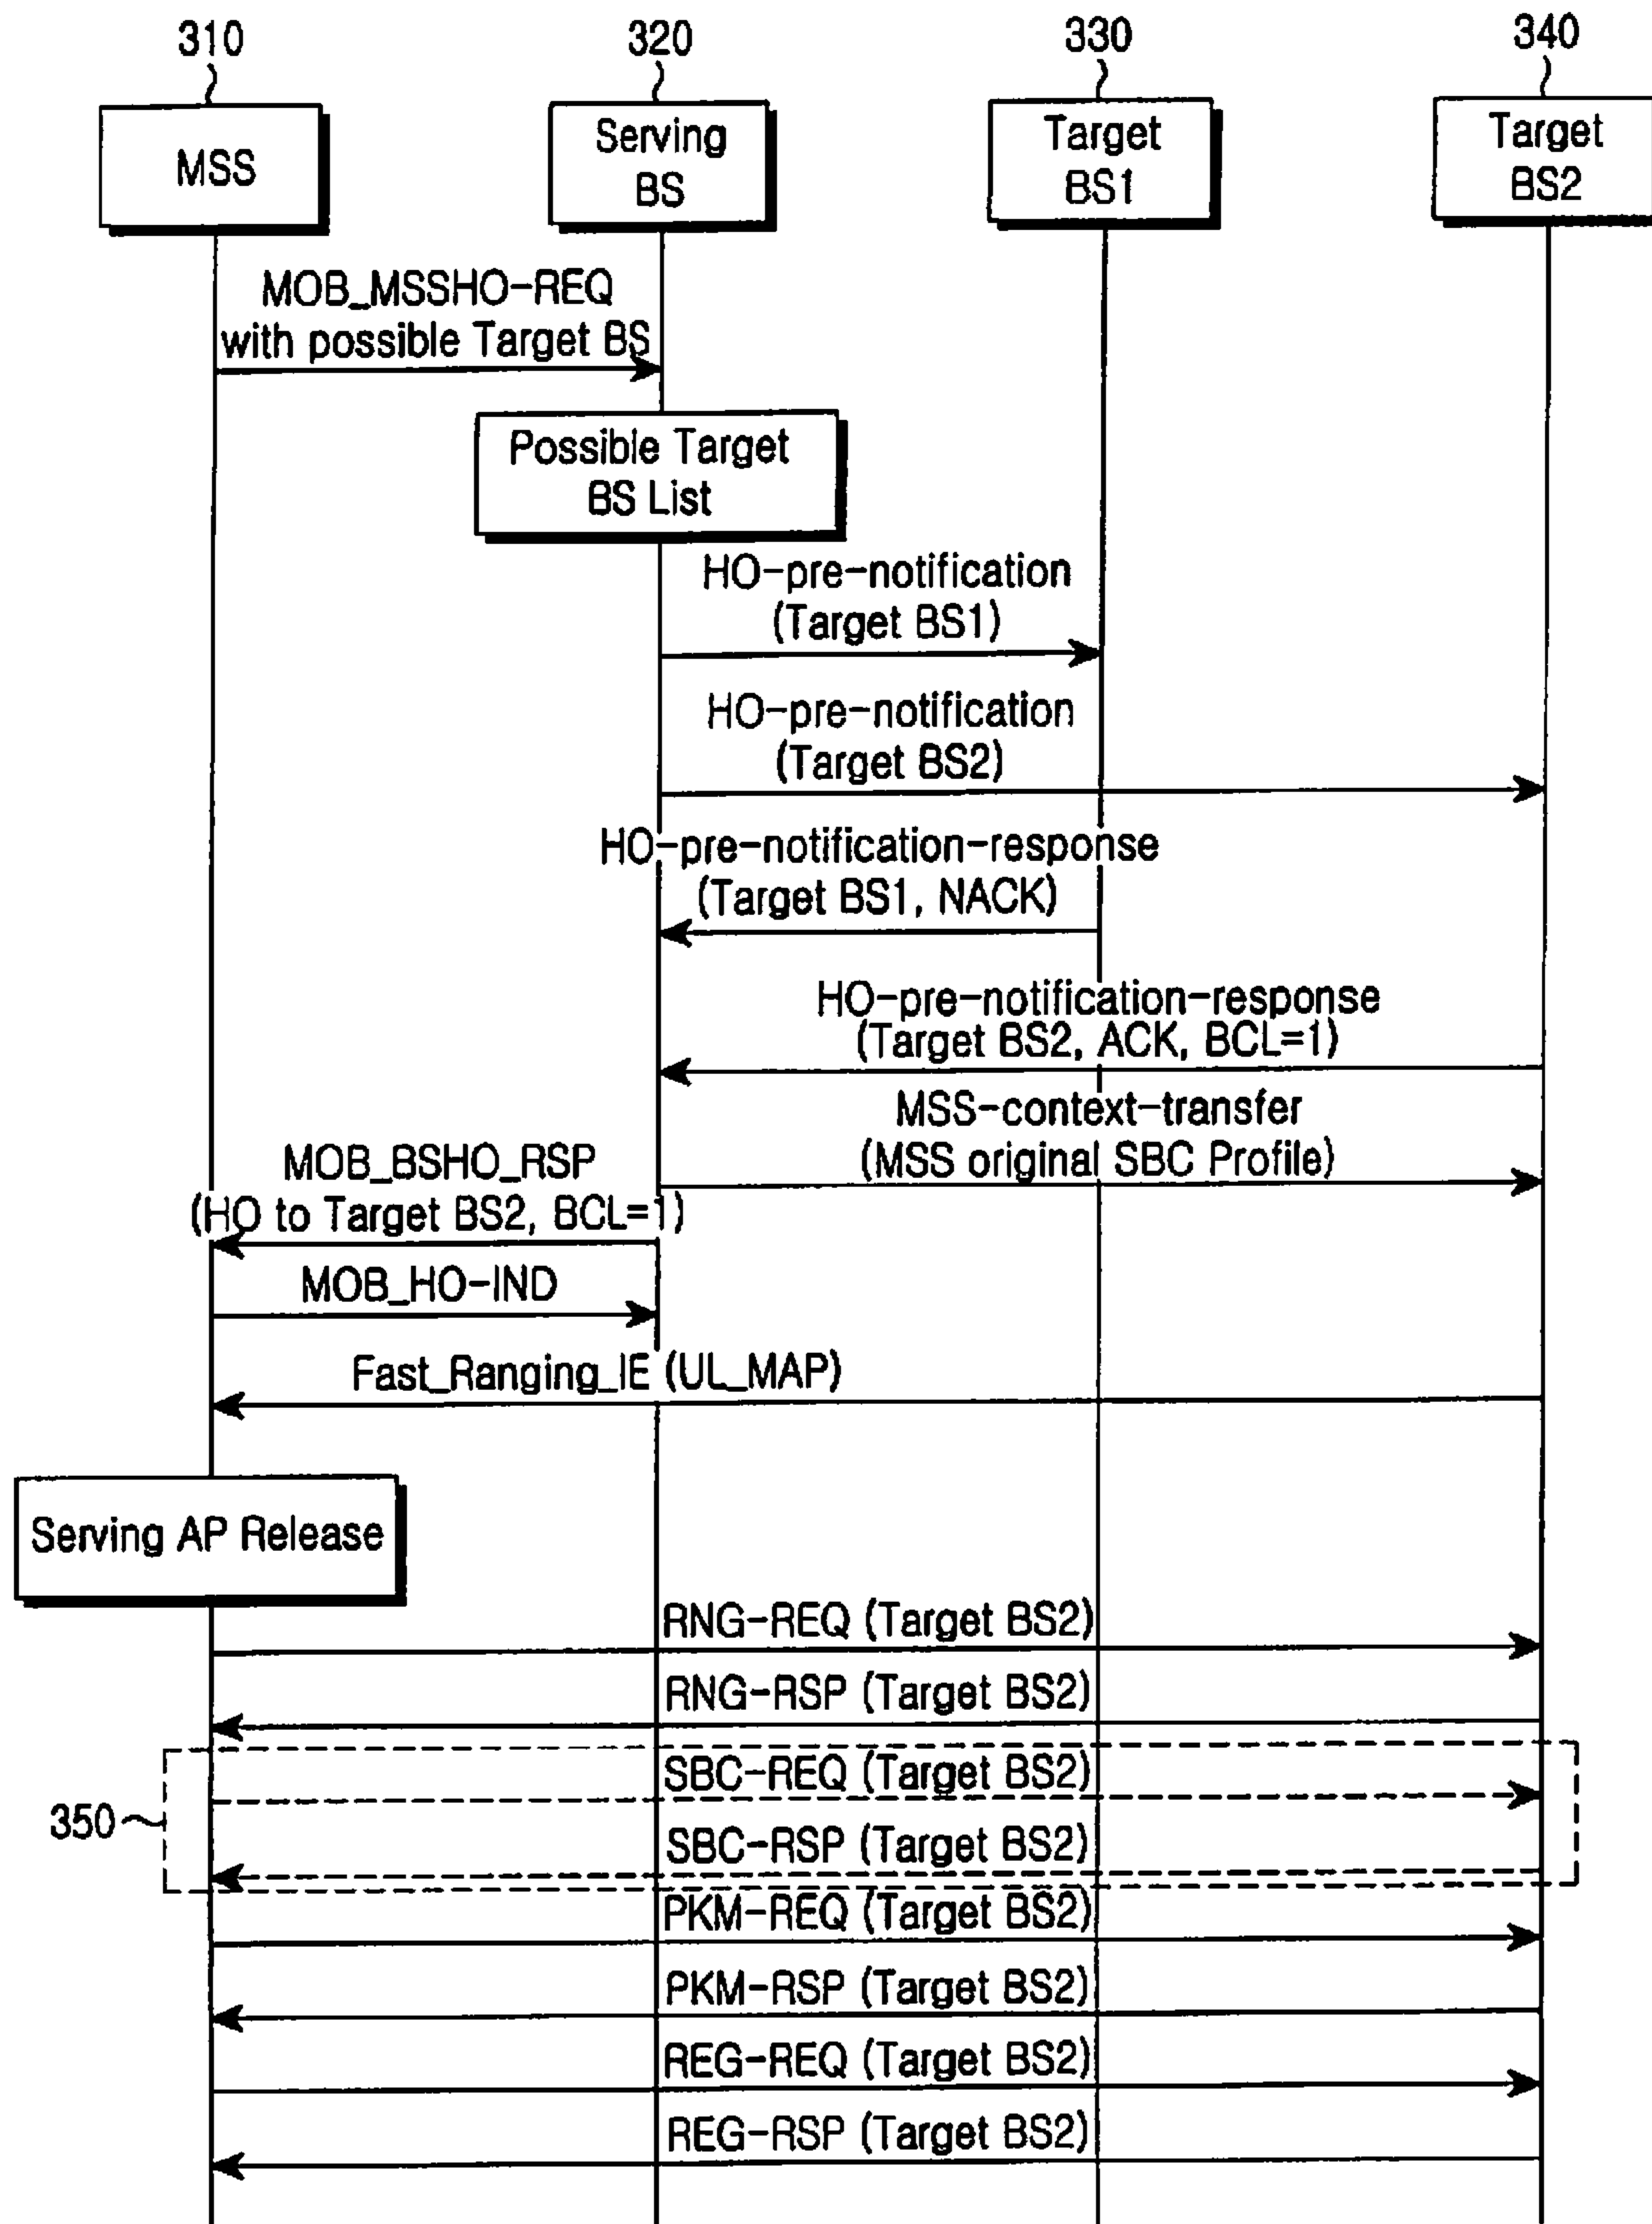 310
320
330
340
MSS
Serving
BS
Target
BS1
Target
BS2
MOB_MSSHO-REQ
with possible Target BS
Possible Target
BS List
HO-pre-notification
(Target BS1)
HO-pre-notification
(Target BS2)
HO-pre-notification-response
(Target BS1, NACK)
HO-pre-notification-response
(Target BS2, ACK, BCL=1)
MSS-context-transfer
(MSS original SBC Profile)
MOB_BSHO_RSP
(HO to Target BS2, BCL=1)
MOB_HO-IND
Fast_Ranging_IE (UL_MAP)
Serving AP Release
RNG-REQ (Target BS2)
RNG-RSP (Target BS2)
SBC-REQ (Target BS2)
350
SBC-RSP (Target BS2)
PKM-REQ (Target BS2)
PKM-RSP (Target BS2)
REG-REQ (Target BS2)
REG-RSP (Target BS2)